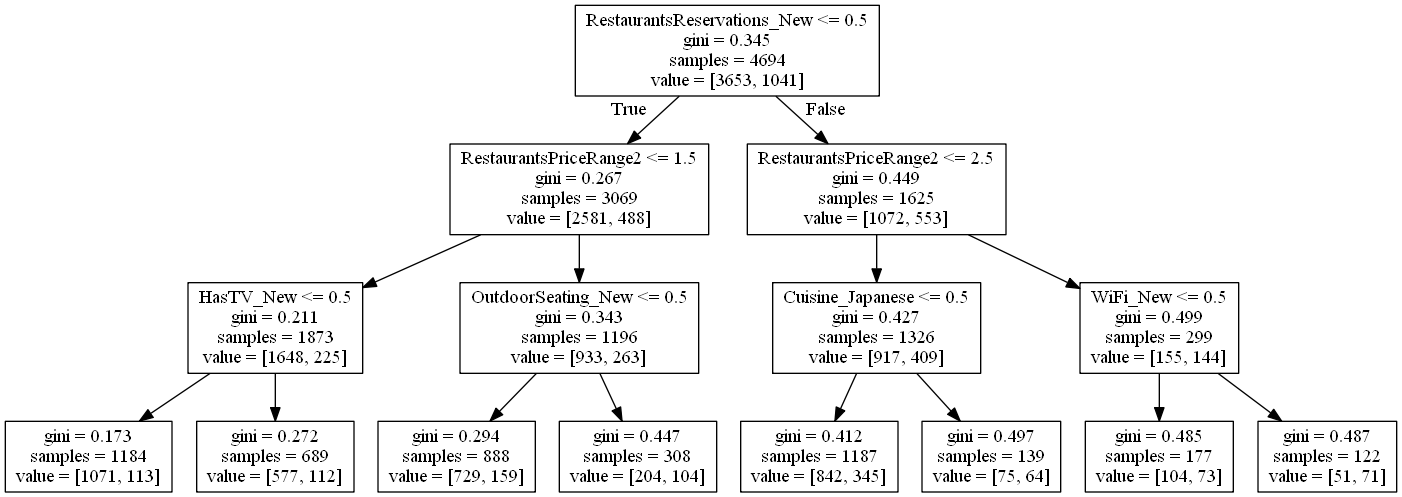 RestaurantsReservations_New <= 0.5
gini = 0.345
samples = 4694
value = [3653, 1041]
True
False
RestaurantsPriceRange2 <= 1.5
gini = 0.267
samples = 3069
value = [2581, 488]
RestaurantsPriceRange2 <= 2.5
gini = 0.449
samples = 1625
value = [1072, 553]
HasTV_New <= 0.5
gini = 0.211
samples = 1873
value = [1648, 225]
OutdoorSeating_New <= 0.5
gini = 0.343
samples = 1196
value = [933, 263]
Cuisine_Japanese <= 0.5
gini = 0.427
samples = 1326
value = [917, 409]
WiFi_New <= 0.5
gini = 0.499
samples = 299
value = [155, 144]
gini = 0.173
samples = 1184
value = [1071, 113]
gini = 0.272
samples = 689
value = [577, 112]
gini = 0.294
samples = 888
value = [729, 159]
gini = 0.447
samples = 308
value = [204, 104]
gini = 0.412
samples = 1187
value = [842, 345]
gini = 0.497
samples = 139
value = [75, 64]
gini = 0.485
samples = 177
value = [104, 73]
gini = 0.487
samples = 122
value = [51, 71]